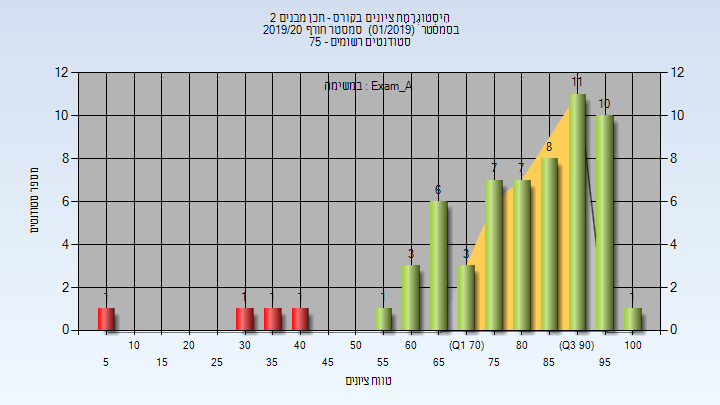 היסטוגרמת ציונים בקורס - תכן מבנים 2
בסמסטר (01/2019) סמסטר חורף 2019/20
סטודנטים רשומים - 75
במשימה : Exam_A
מספר סטודנטים
12 12
10 10
8 8
6 6
4 4
2 2
0 0
1 1 1 1 1 3 6 3 7 7 8 11 10 1
10 20 30 40 50 60 (Q1 70) 80 (Q3 90) 100
5 15 25 35 45 55 65 75 85 95
טווח ציונים